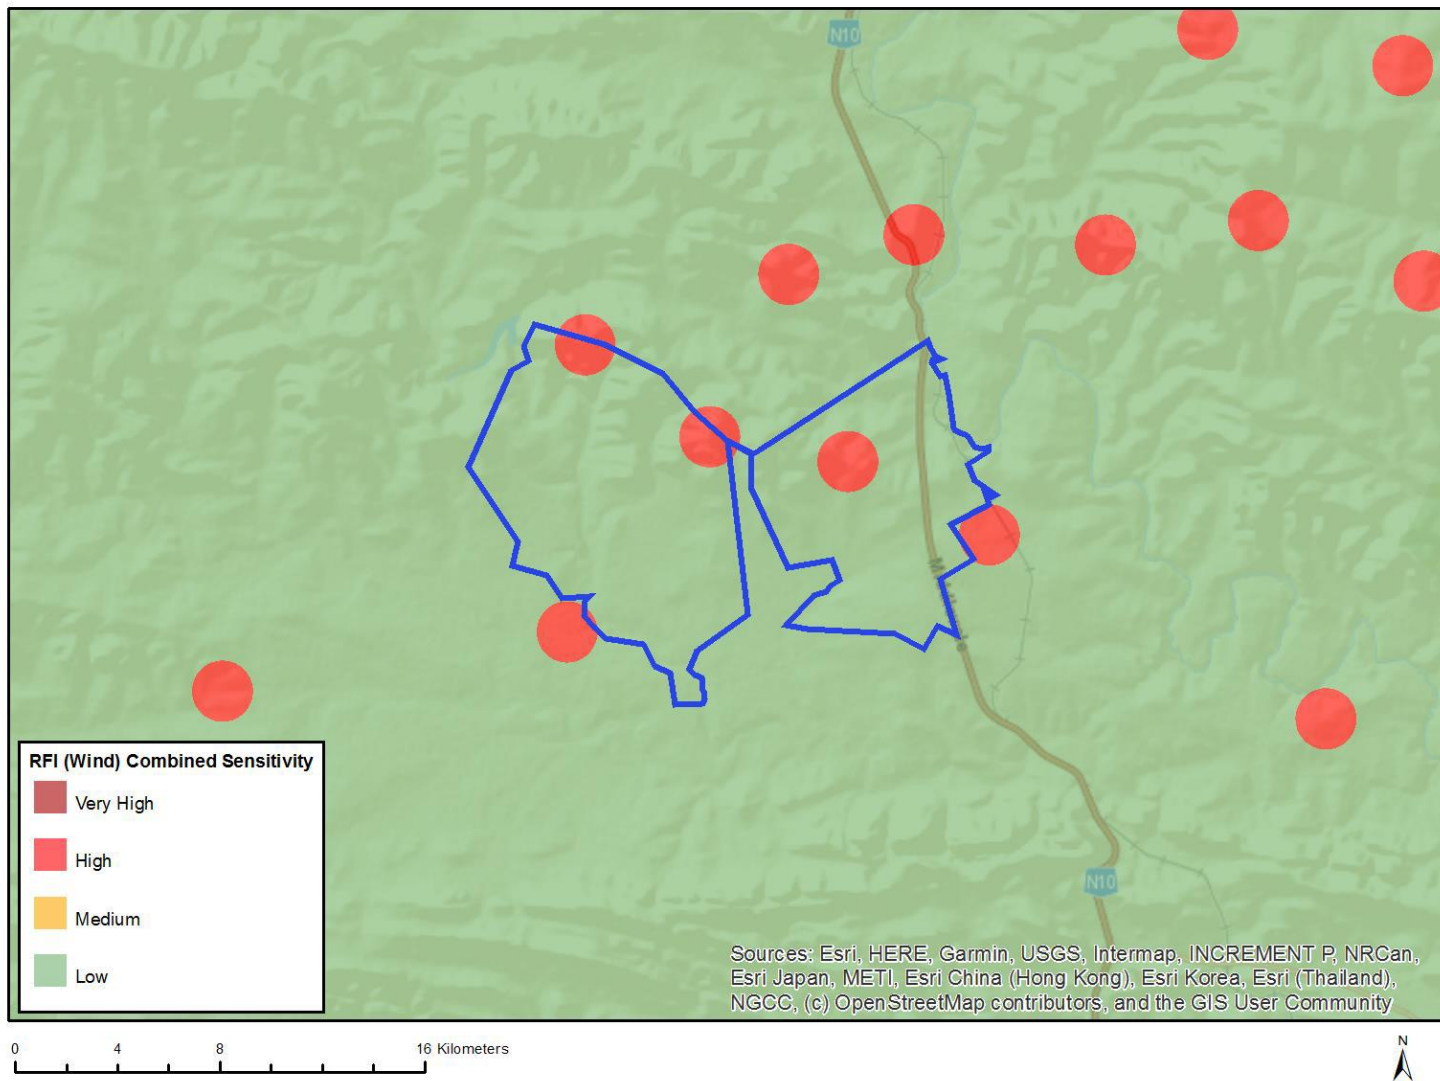 N10
N10
RFI (Wind) Combined Sensitivity
Very High
High
Medium
Low
Sources: Esri, HERE, Garmin, USGS, Intermap, INCREMENT P, NRCan,
Esri Japan, METI, Esri China (Hong Kong), Esri Korea, Esri (Thailand),
NGCC, (c) OpenStreetMap contributors, and the GIS User Community
0 4 8 16 Kilometers
N